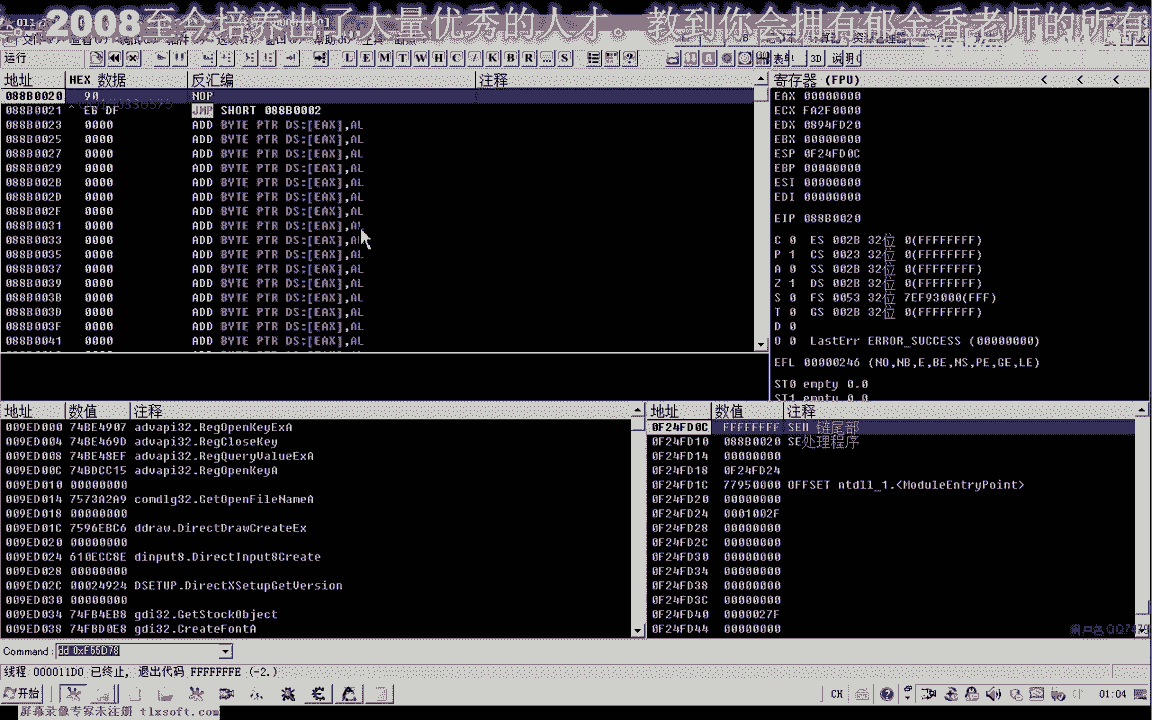 2008至今培养出了大量优秀的人才。教到你会拥有郁金香老师的所有
运行
L E M T W H C / K B R ... S
地址 HEX 数据 反汇编 注释
088B0020 90 NOP
088B0021 ^ EB DF JMP SHORT 088B0002
088B0023 0000 ADD BYTE PTR DS:[EAX],AL
088B0025 0000 ADD BYTE PTR DS:[EAX],AL
088B0027 0000 ADD BYTE PTR DS:[EAX],AL
088B0029 0000 ADD BYTE PTR DS:[EAX],AL
088B002B 0000 ADD BYTE PTR DS:[EAX],AL
088B002D 0000 ADD BYTE PTR DS:[EAX],AL
088B002F 0000 ADD BYTE PTR DS:[EAX],AL
088B0031 0000 ADD BYTE PTR DS:[EAX],AL
088B0033 0000 ADD BYTE PTR DS:[EAX],AL
088B0035 0000 ADD BYTE PTR DS:[EAX],AL
088B0037 0000 ADD BYTE PTR DS:[EAX],AL
088B0039 0000 ADD BYTE PTR DS:[EAX],AL
088B003B 0000 ADD BYTE PTR DS:[EAX],AL
088B003D 0000 ADD BYTE PTR DS:[EAX],AL
088B003F 0000 ADD BYTE PTR DS:[EAX],AL
088B0041 0000 ADD BYTE PTR DS:[EAX],AL
寄存器 (FPU) < < <
EAX 00000000
ECX FA2F0000
EDX 0894FD20
EBX 00000000
ESP 0F24FD0C
EBP 00000000
ESI 00000000
EDI 00000000
EIP 088B0020
C 0 ES 002B 32位 0(FFFFFFFF)
P 1 CS 0023 32位 0(FFFFFFFF)
A 0 SS 002B 32位 0(FFFFFFFF)
Z 1 DS 002B 32位 0(FFFFFFFF)
S 0 FS 0053 32位 7EF93000(FFF)
T 0 GS 002B 32位 0(FFFFFFFF)
D 0
O 0 LastErr ERROR_SUCCESS (00000000)
EFL 00000246 (NO,NB,E,BE,NS,PE,GE,LE)
ST0 empty 0.0
ST1 empty 0.0
地址 数值 注释
009ED000 74BE4907 advapi32.RegOpenKeyExA
009ED004 74BE469D advapi32.RegCloseKey
009ED008 74BE48EF advapi32.RegQueryValueExA
009ED00C 74BDCC15 advapi32.RegOpenKeyA
009ED010 00000000
009ED014 7573A2A9 comdlg32.GetOpenFileNameA
009ED018 00000000
009ED01C 7596EBC6 ddraw.DirectDrawCreateEx
009ED020 00000000
009ED024 610ECC8E dinput8.DirectInput8Create
009ED028 00000000
009ED02C 00024924 DSETUP.DirectXSetupGetVersion
009ED030 00000000
009ED034 74FB4EB8 gdi32.GetStockObject
009ED038 74FBD0E8 gdi32.CreateFontA
地址 数值 注释
0F24FD0C FFFFFFFF SEH 链尾部
0F24FD10 088B0020 SE处理程序
0F24FD14 00000000
0F24FD18 0F24FD24
0F24FD1C 77950000 OFFSET ntdll_1.<ModuleEntryPoint>
0F24FD20 00000000
0F24FD24 0001002F
0F24FD28 00000000
0F24FD2C 00000000
0F24FD30 00000000
0F24FD34 00000000
0F24FD38 00000000
0F24FD3C 00000000
0F24FD40 0000027F
0F24FD44 00000000
Command: dd 0xF55D78
线程 000011D0 已终止, 退出代码 FFFFFFFE (-2.)
开始
CH
01:04
屏幕录像专家未注册 tlxsoft.com